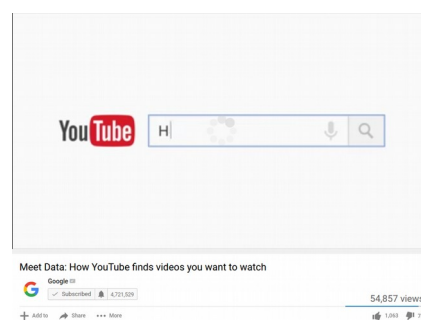 YouTube H
Meet Data: How YouTube finds videos you want to watch
Google
Subscribed 4,721,529
54,857 views
Add to Share More 1,063 7